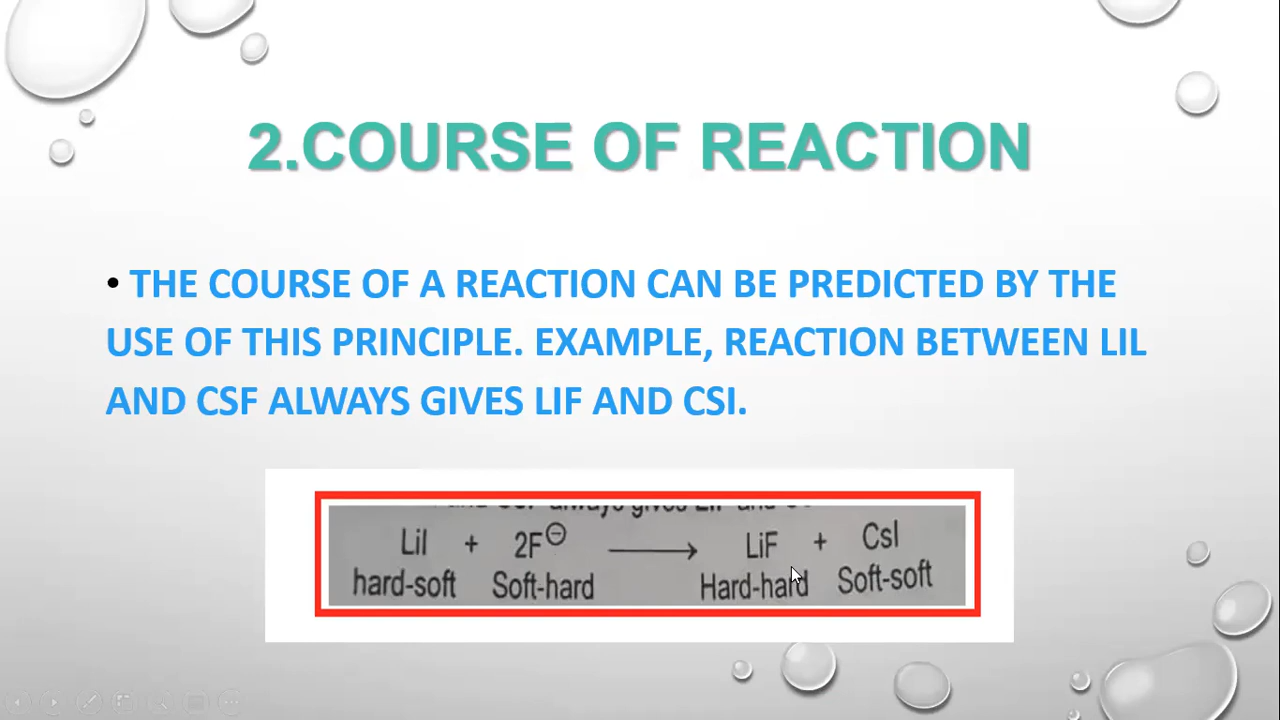 2.COURSE OF REACTION
• THE COURSE OF A REACTION CAN BE PREDICTED BY THE
USE OF THIS PRINCIPLE. EXAMPLE, REACTION BETWEEN LIL
AND CSF ALWAYS GIVES LIF AND CSI.
always gives
LiI + 2F⊖ ⟶ LiF + CsI
hard-soft Soft-hard Hard-hard Soft-soft